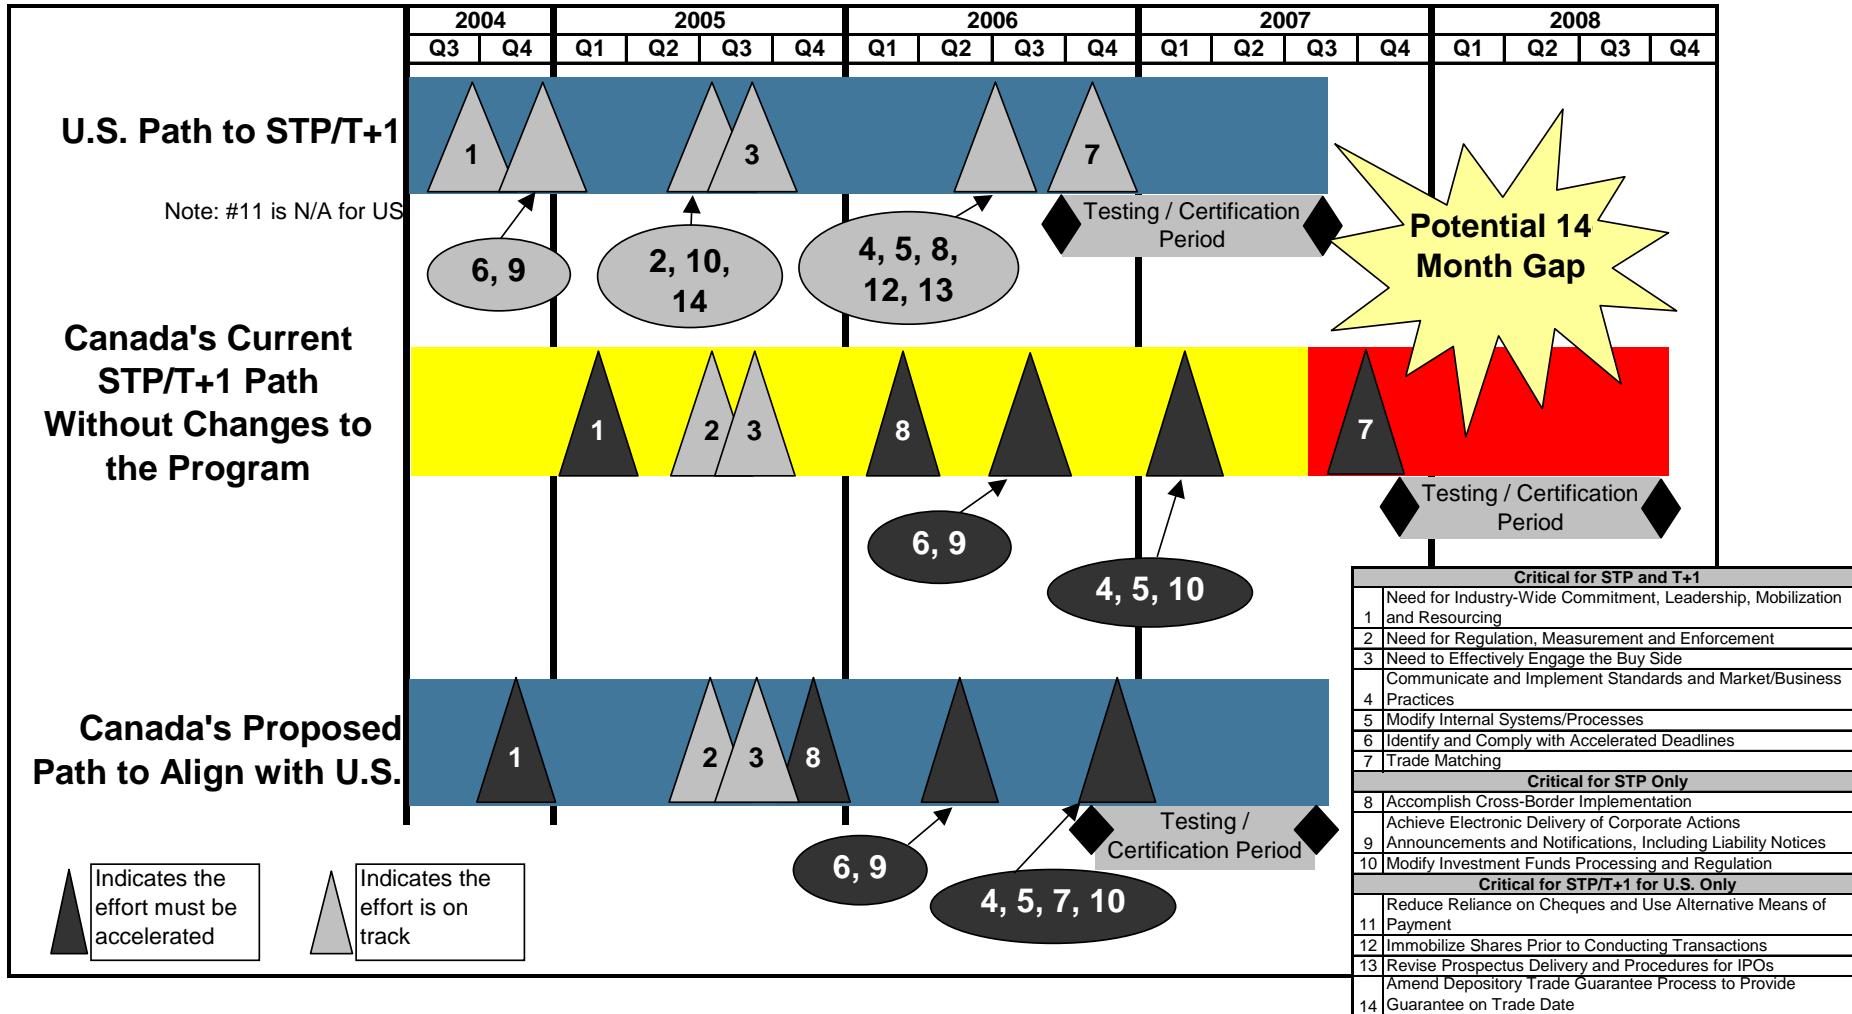 2004 2005 2006 2007 2008
Q3 Q4 Q1 Q2 Q3 Q4 Q1 Q2 Q3 Q4 Q1 Q2 Q3 Q4 Q1 Q2 Q3 Q4
U.S. Path to STP/T+1
Note: #11 is N/A for US
1
3
7
6, 9
2, 10,
14
4, 5, 8,
12, 13
Testing / Certification
Period
Potential 14
Month Gap
Canada's Current
STP/T+1 Path
Without Changes to
the Program
1
2
3
8
7
6, 9
4, 5, 10
Testing / Certification
Period
Canada's Proposed
Path to Align with U.S.
1
2
3
8
6, 9
4, 5, 7, 10
Testing /
Certification Period
Indicates the
effort must be
accelerated
Indicates the
effort is on
track
Critical for STP and T+1
Need for Industry-Wide Commitment, Leadership, Mobilization
1 and Resourcing
2 Need for Regulation, Measurement and Enforcement
3 Need to Effectively Engage the Buy Side
Communicate and Implement Standards and Market/Business
4 Practices
5 Modify Internal Systems/Processes
6 Identify and Comply with Accelerated Deadlines
7 Trade Matching
Critical for STP Only
8 Accomplish Cross-Border Implementation
Achieve Electronic Delivery of Corporate Actions
9 Announcements and Notifications, Including Liability Notices
10 Modify Investment Funds Processing and Regulation
Critical for STP/T+1 for U.S. Only
Reduce Reliance on Cheques and Use Alternative Means of
11 Payment
12 Immobilize Shares Prior to Conducting Transactions
13 Revise Prospectus Delivery and Procedures for IPOs
Amend Depository Trade Guarantee Process to Provide
14 Guarantee on Trade Date